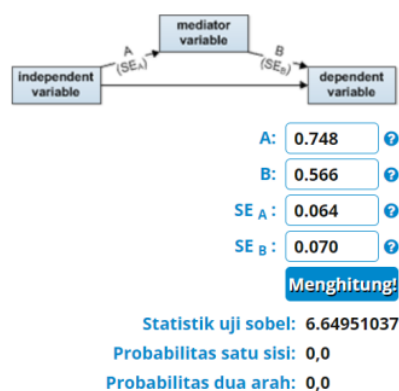 mediator
variable
A
(SEA)
B
(SEB)
independent
variable
dependent
variable
A: 0.748
B: 0.566
SE A : 0.064
SE B : 0.070
Menghitung!
Statistik uji sobel: 6.64951037
Probabilitas satu sisi: 0,0
Probabilitas dua arah: 0,0